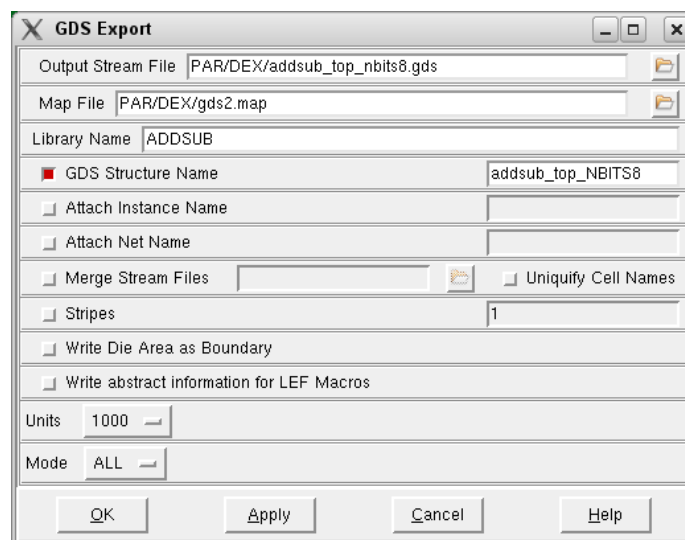 GDS Export
Output Stream File PAR/DEX/addsub_top_nbits8.gds
Map File PAR/DEX/gds2.map
Library Name ADDSUB
GDS Structure Name addsub_top_NBITS8
Attach Instance Name
Attach Net Name
Merge Stream Files Uniquify Cell Names
Stripes 1
Write Die Area as Boundary
Write abstract information for LEF Macros
Units 1000
Mode ALL
OK Apply Cancel Help